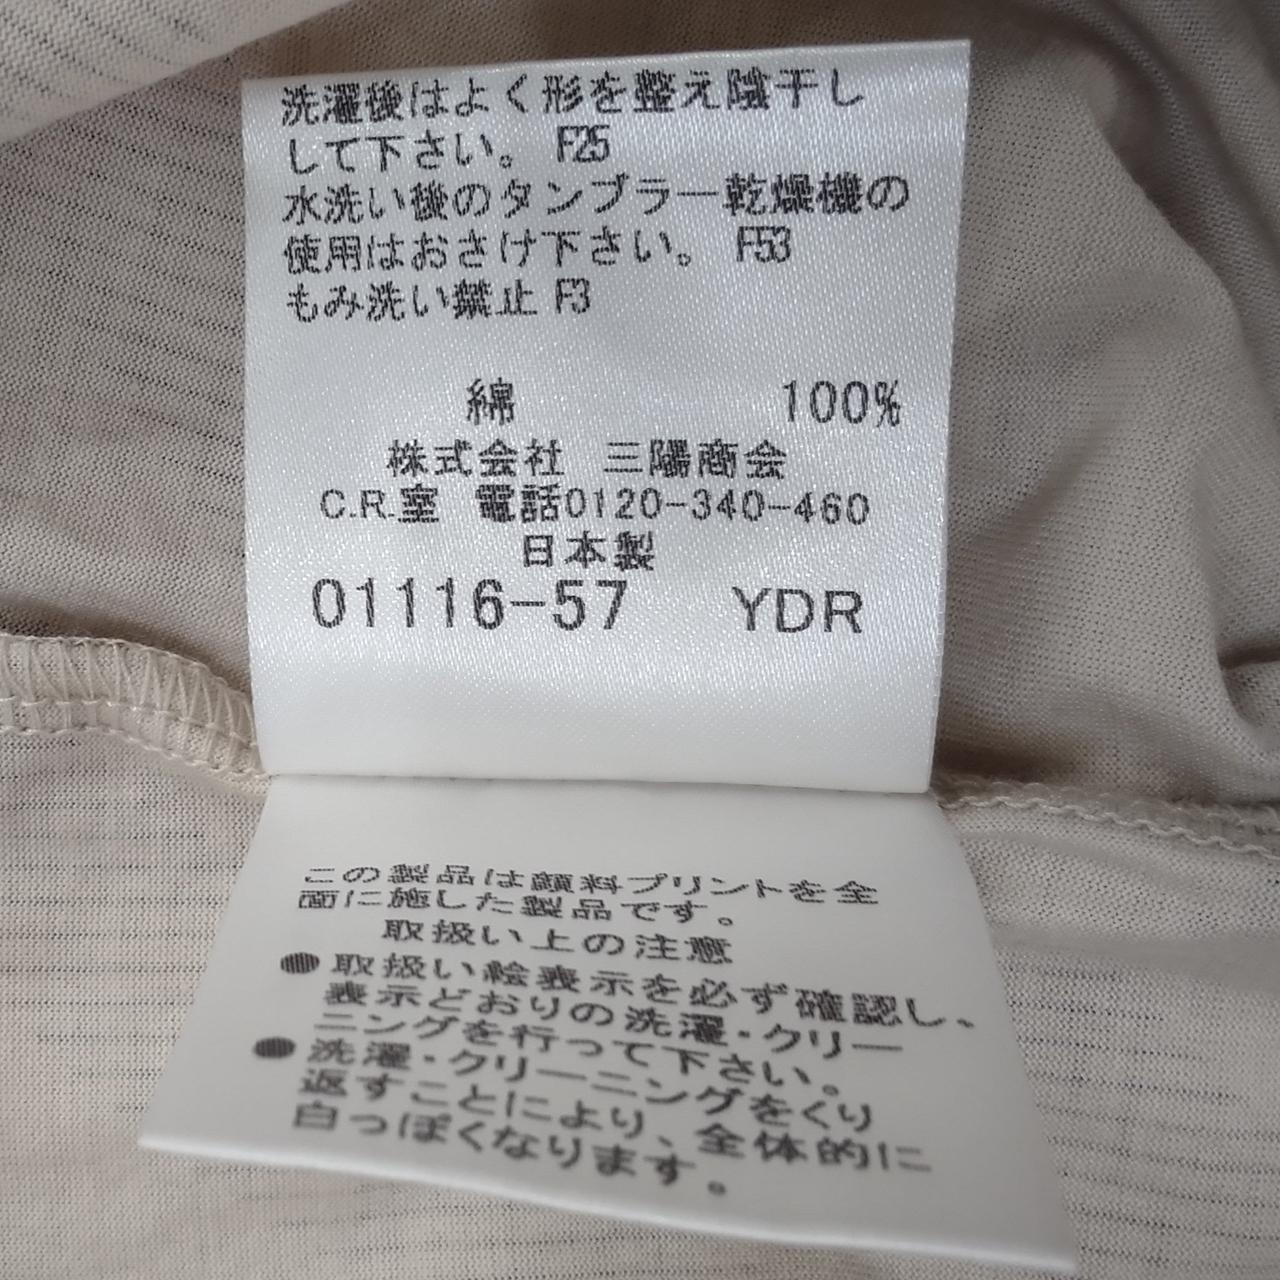 洗濯後はよく形を整え陰干し
して下さい。 F25
水洗い後のタンブラー乾燥機の
使用はおさけ下さい。 F53
もみ洗い禁止 F3
綿 100%
株式会社 三陽商会
C.R.室 電話0120-340-460
日本製
01116-57 YDR
この製品は顔料プリントを全
面に施した製品です。
取扱い上の注意
●取扱い絵表示を必ず確認し、
表示どおりの洗濯・クリー
ニングを行って下さい。
●洗濯・クリーニングをくり
返すことにより、全体的に
白っぽくなります。